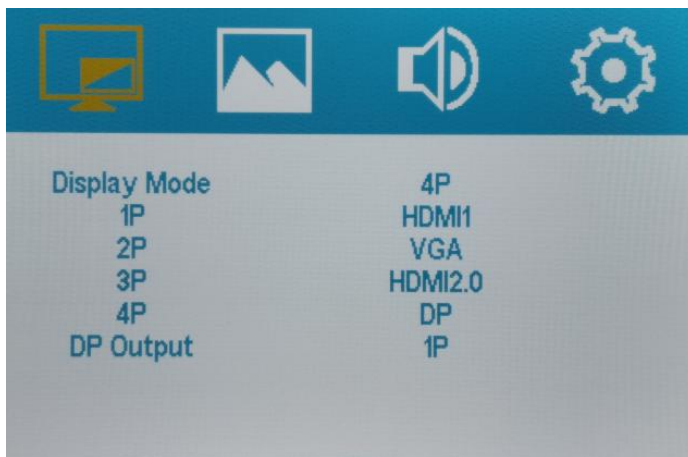 Display Mode 4P
1P HDMI1
2P VGA
3P HDMI2.0
4P DP
DP Output 1P